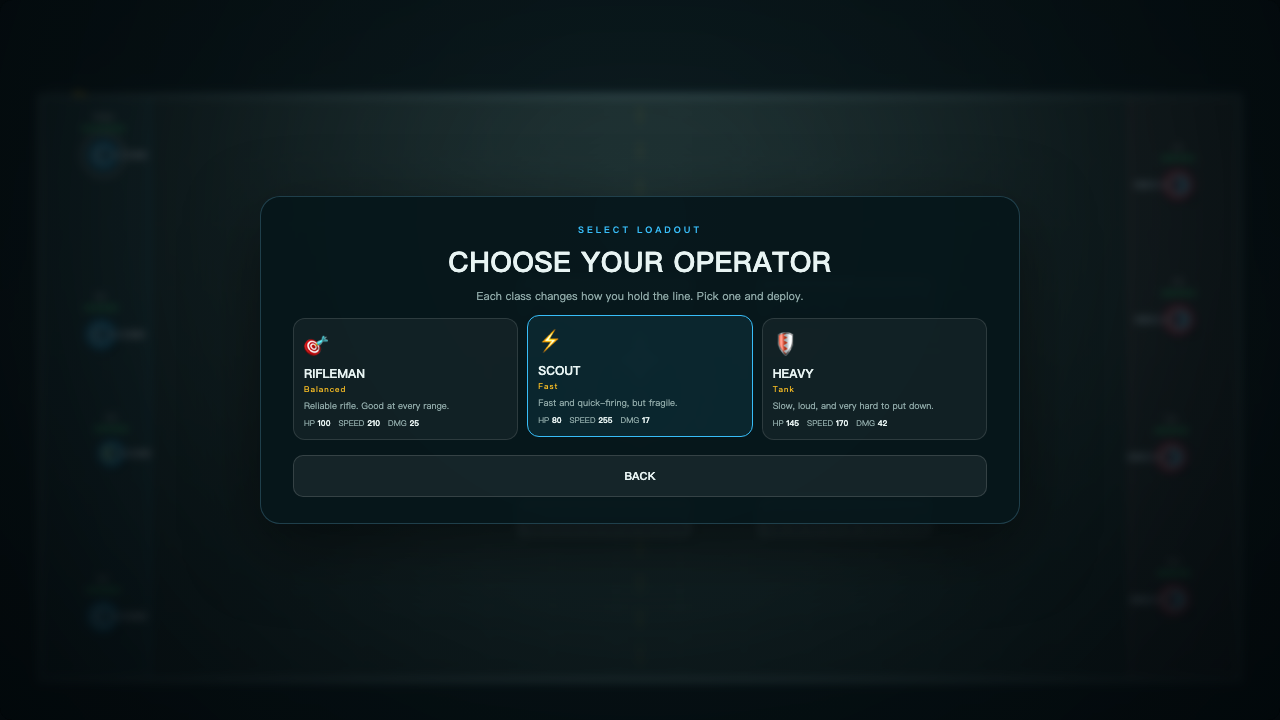 SELECT LOADOUT
CHOOSE YOUR OPERATOR
Each class changes how you hold the line. Pick one and deploy.
RIFLEMAN
Balanced
Reliable rifle. Good at every range.
HP 100 SPEED 210 DMG 25
SCOUT
Fast
Fast and quick-firing, but fragile.
HP 80 SPEED 255 DMG 17
HEAVY
Tank
Slow, loud, and very hard to put down.
HP 145 SPEED 170 DMG 42
BACK